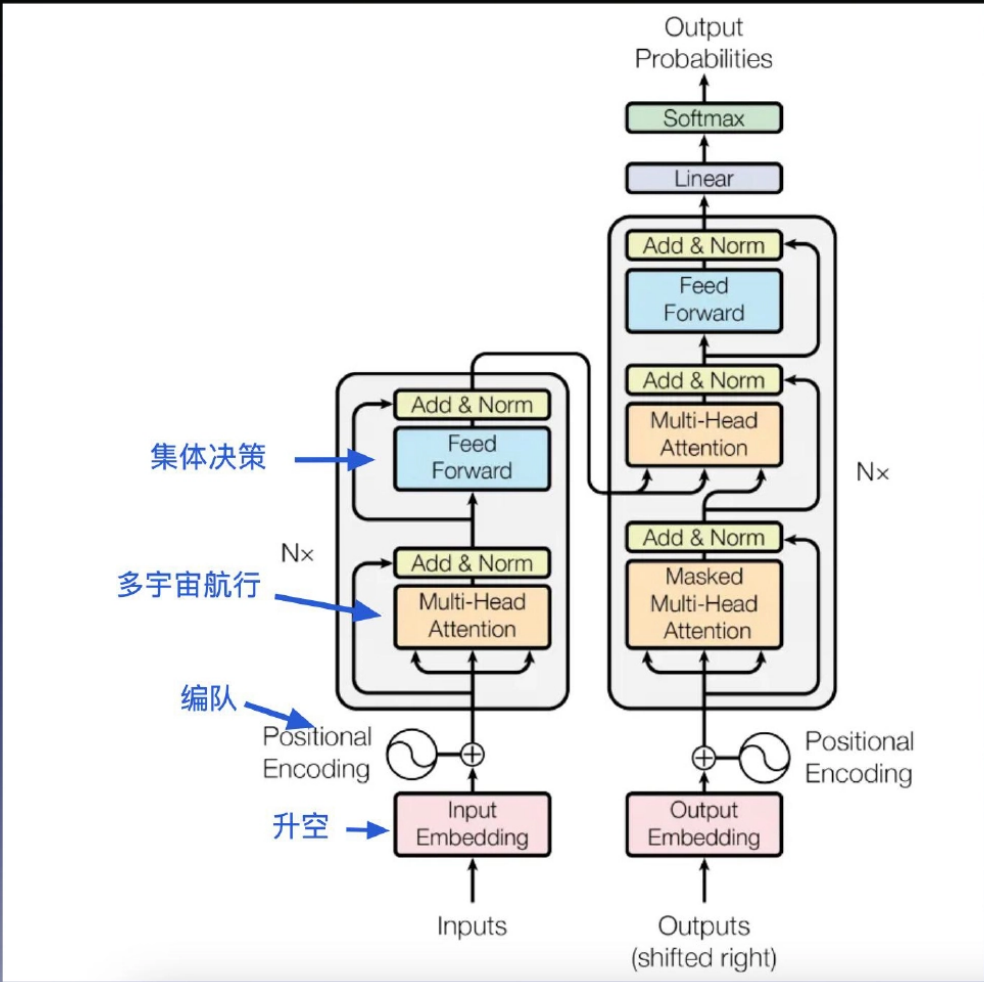 Output
Probabilities
Softmax
Linear
Add & Norm
Feed
Forward
Add & Norm
Multi-Head
Attention
Nx
Add & Norm
Masked
Multi-Head
Attention
Positional
Encoding
Output
Embedding
Outputs
(shifted right)
Add & Norm
集体决策
Feed
Forward
Nx
Add & Norm
多宇宙航行
Multi-Head
Attention
编队
Positional
Encoding
升空
Input
Embedding
Inputs